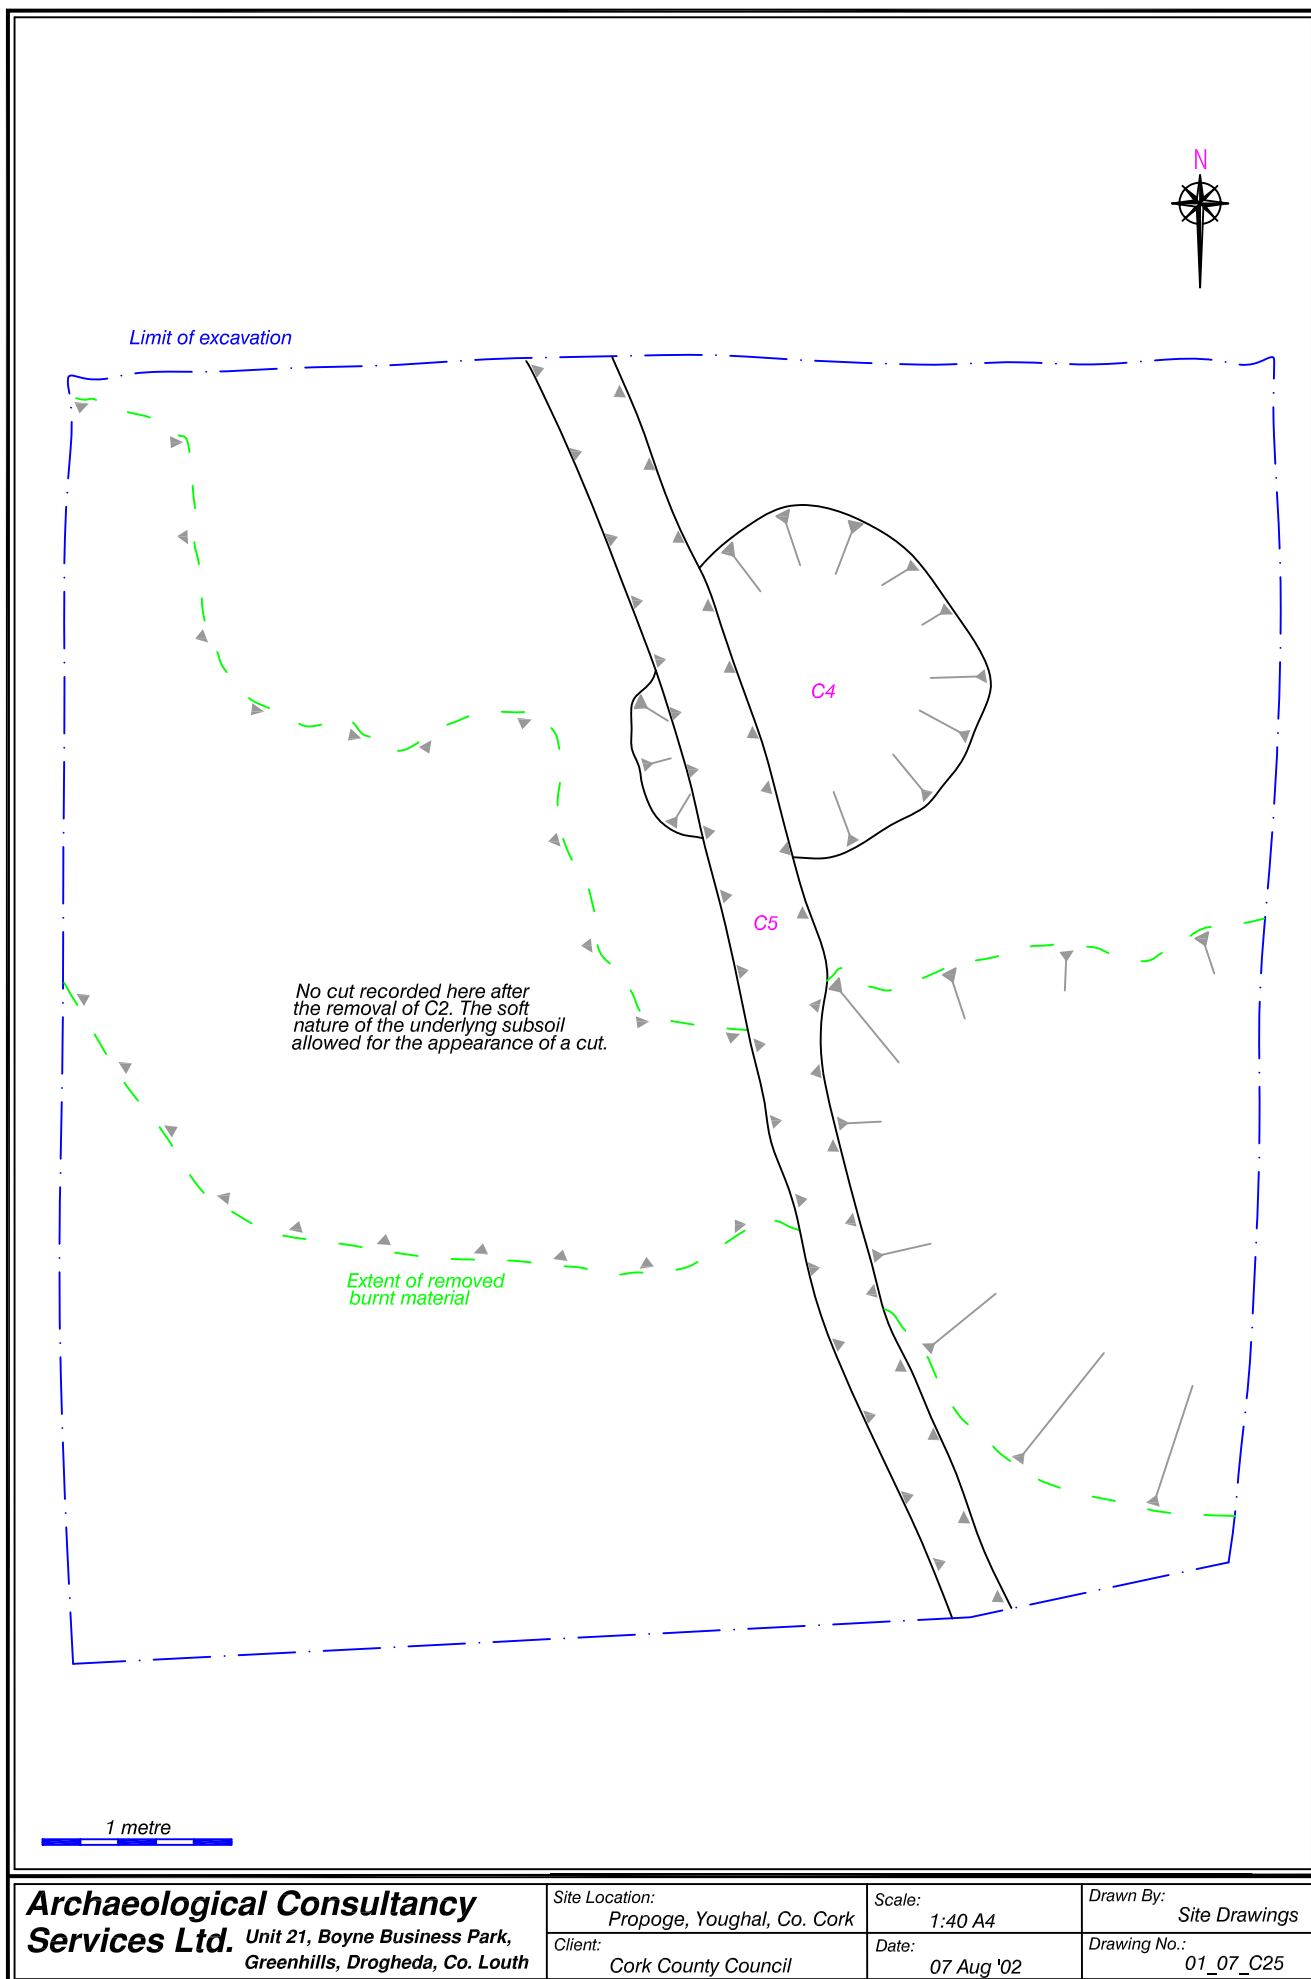 N
Limit of excavation
C4
C5
No cut recorded here after
the removal of C2. The soft
nature of the underlyng subsoil
allowed for the appearance of a cut.
Extent of removed
burnt material
1 metre
Archaeological Consultancy
Services Ltd.
Unit 21, Boyne Business Park,
Greenhills, Drogheda, Co. Louth
Site Location:
Propoge, Youghal, Co. Cork
Client:
Cork County Council
Scale:
1:40 A4
Date:
07 Aug '02
Drawn By:
Site Drawings
Drawing No.:
01_07_C25